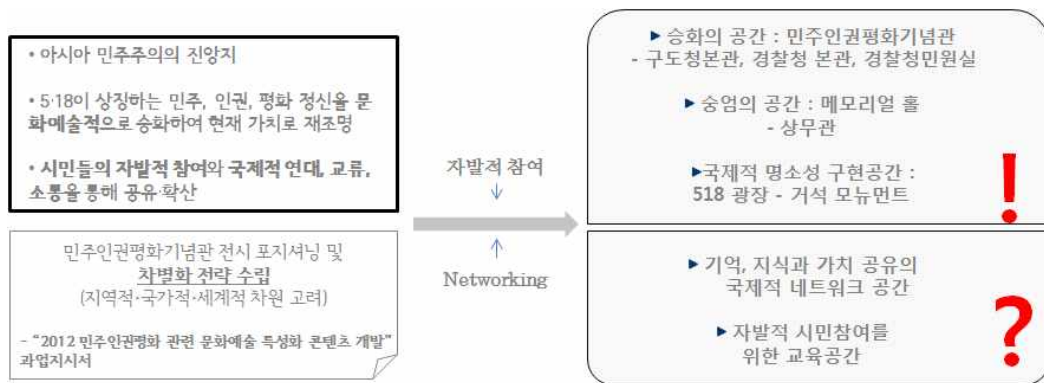 • 아시아 민주주의의 진앙지
• 5·18이 상징하는 민주, 인권, 평화 정신을 문
화예술적으로 승화하여 현재 가치로 재조명
• 시민들의 자발적 참여와 국제적 연대, 교류,
소통을 통해 공유·확산
민주인권평화기념관 전시 포지셔닝 및
차별화 전략 수립
(지역적·국가적·세계적 차원 고려)
- “2012 민주인권평화 관련 문화예술 특성화 콘텐츠 개발”
과업지시서
자발적 참여
Networking
▶ 승화의 공간 : 민주인권평화기념관
- 구도청본관, 경찰청 본관, 경찰청민원실
▶ 숭엄의 공간 : 메모리얼 홀
- 상무관
▶국제적 명소성 구현공간 :
518 광장 - 거석 모뉴먼트
!
▶ 기억, 지식과 가치 공유의
국제적 네트워크 공간
▶ 자발적 시민참여를
위한 교육공간
?